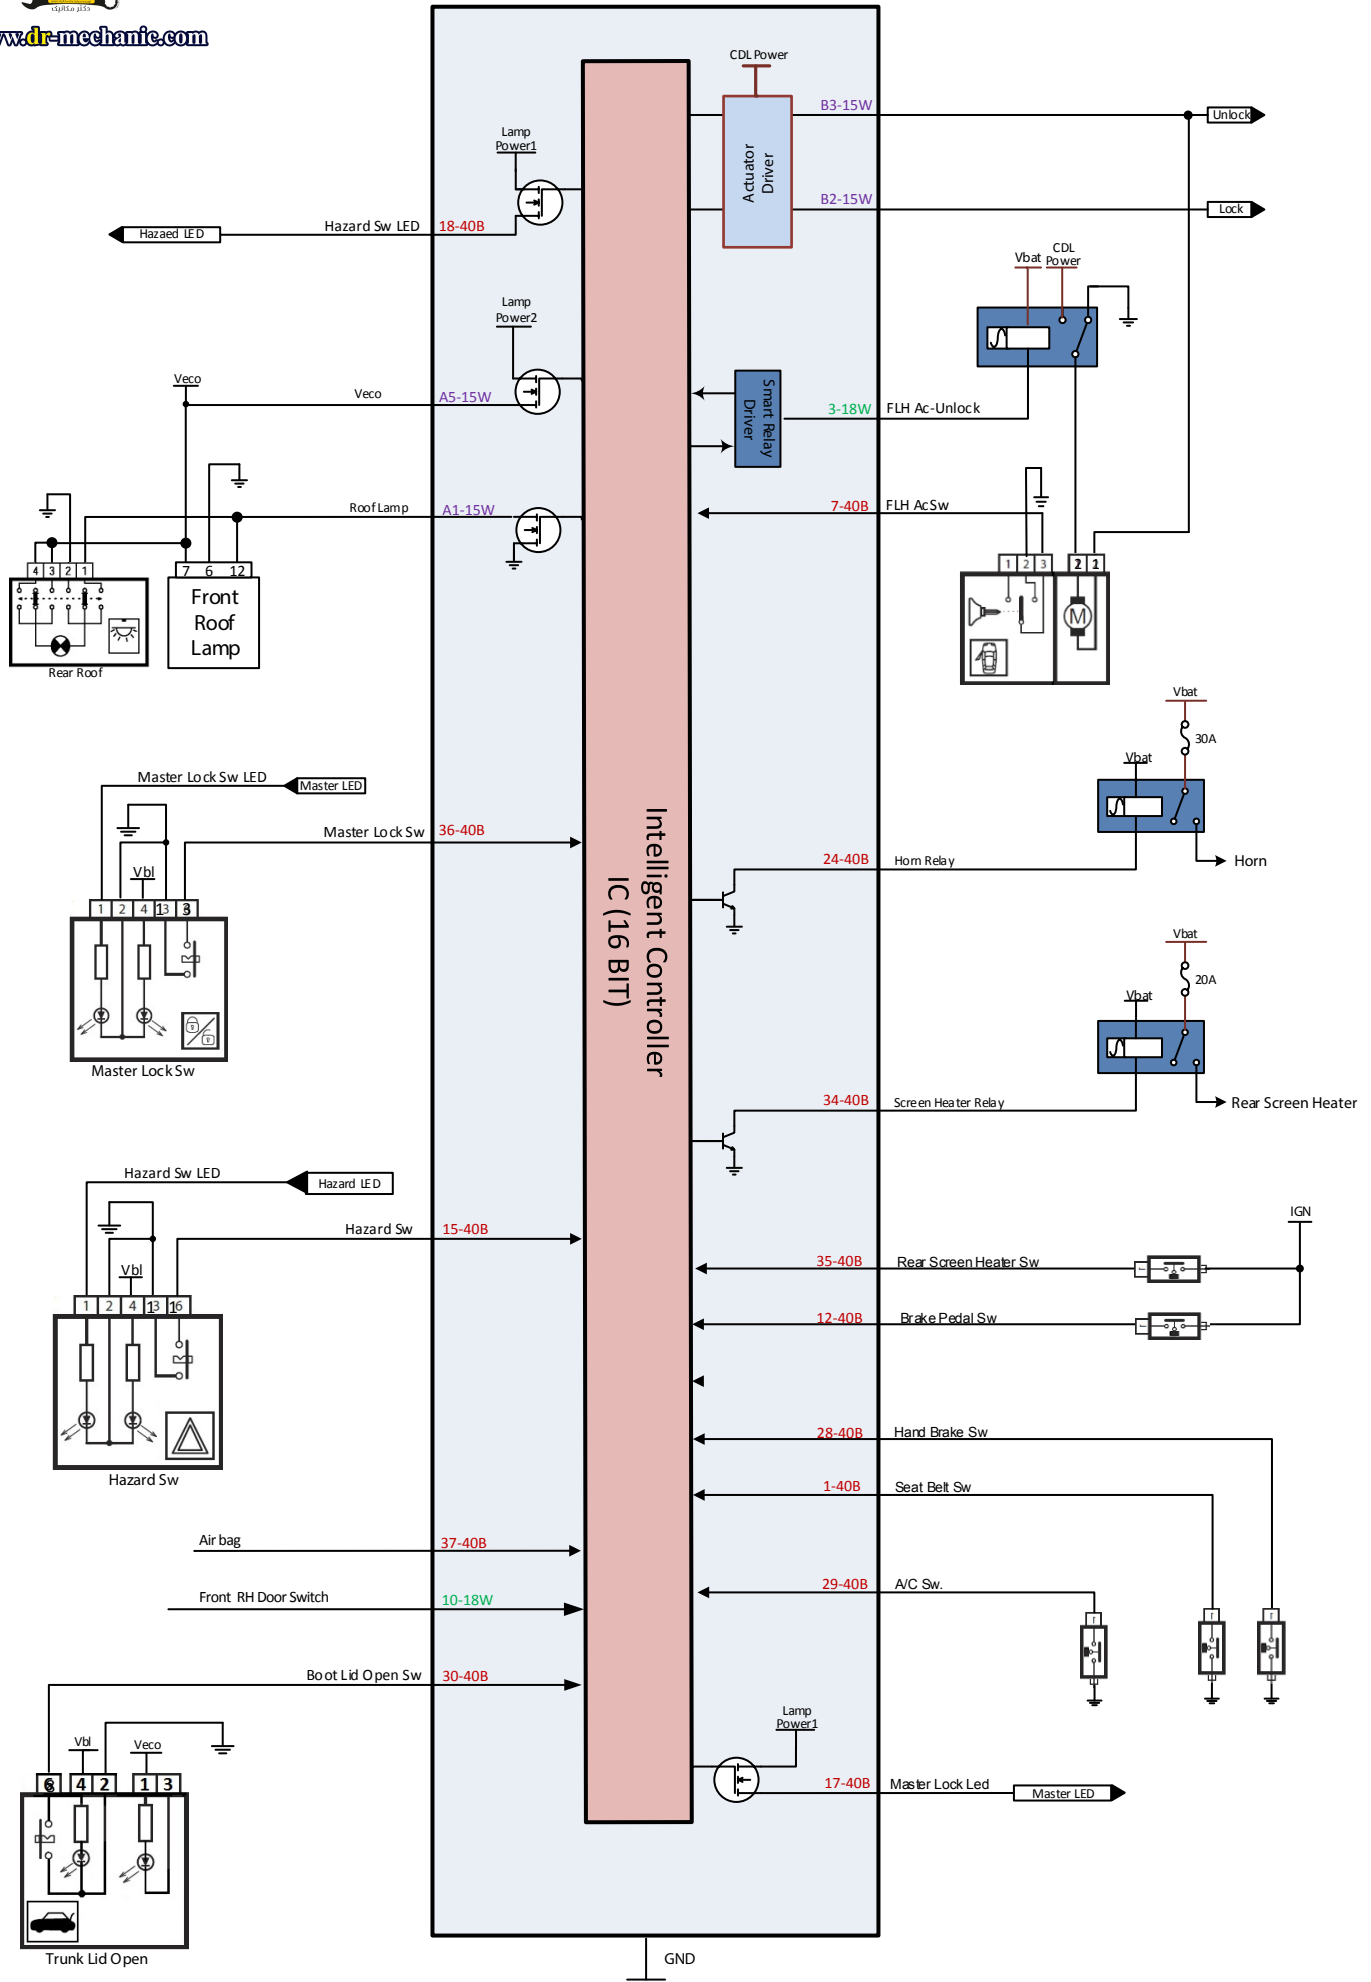 دکتر مکانیک
www.dr-mechanic.com
CDL Power
B3-15W
Unlock
Actuator
Driver
B2-15W
Lock
Lamp
Power1
Hazard Sw LED
18-40B
Hazaed LED
Vbat
CDL
Power
Lamp
Power2
Veco
Veco
A5-15W
Smart Relay
Driver
3-18W
FLH Ac-Unlock
Roof Lamp
A1-15W
7-40B
FLH Ac Sw
4 3 2 1
7 6 12
Front
Roof
Lamp
Rear Roof
1 2 3
M
Vbat
30A
Vbat
Master Lock Sw LED
Master LED
Master Lock Sw
36-40B
Vbl
1 2 4
Master Lock Sw
Intelligent Controller
IC (16 BIT)
24-40B
Horn Relay
Horn
Vbat
20A
Vbat
34-40B
Screen Heater Relay
Rear Screen Heater
Hazard Sw LED
Hazard LED
Hazard Sw
15-40B
Vbl
1 2 4 13 16
Hazard Sw
IGN
35-40B
Rear Screen Heater Sw
12-40B
Brake Pedal Sw
28-40B
Hand Brake Sw
1-40B
Seat Belt Sw
Air bag
37-40B
Front RH Door Switch
10-18W
29-40B
A/C Sw.
Boot Lid Open Sw
30-40B
Vbl
Veco
4 2 1 3
Trunk Lid Open
Lamp
Power1
17-40B
Master Lock Led
Master LED
GND